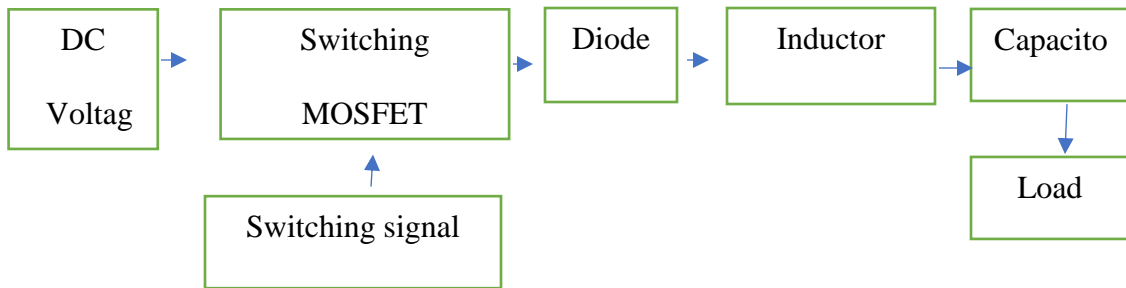 DC
Voltag
Switching
MOSFET
Diode
Inductor
Capacito
Switching signal
Load